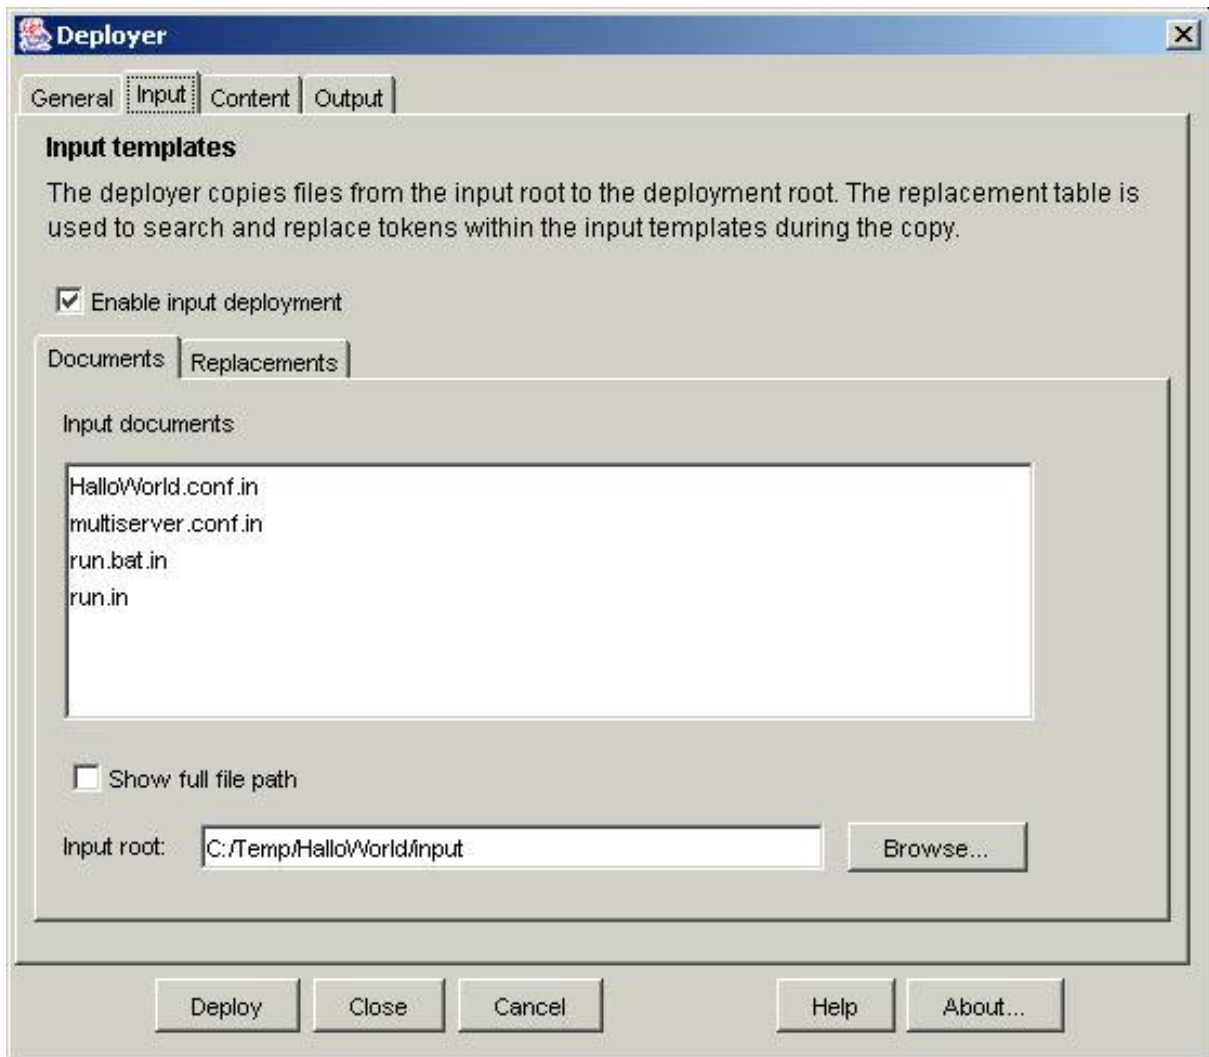 Deployer
General Input Content Output
Input templates
The deployer copies files from the input root to the deployment root. The replacement table is
used to search and replace tokens within the input templates during the copy.
Enable input deployment
Documents Replacements
Input documents
HalloWorld.conf.in
multiserver.conf.in
run.bat.in
run.in
Show full file path
Input root: C:/Temp/HalloWorld/input Browse...
Deploy Close Cancel Help About...